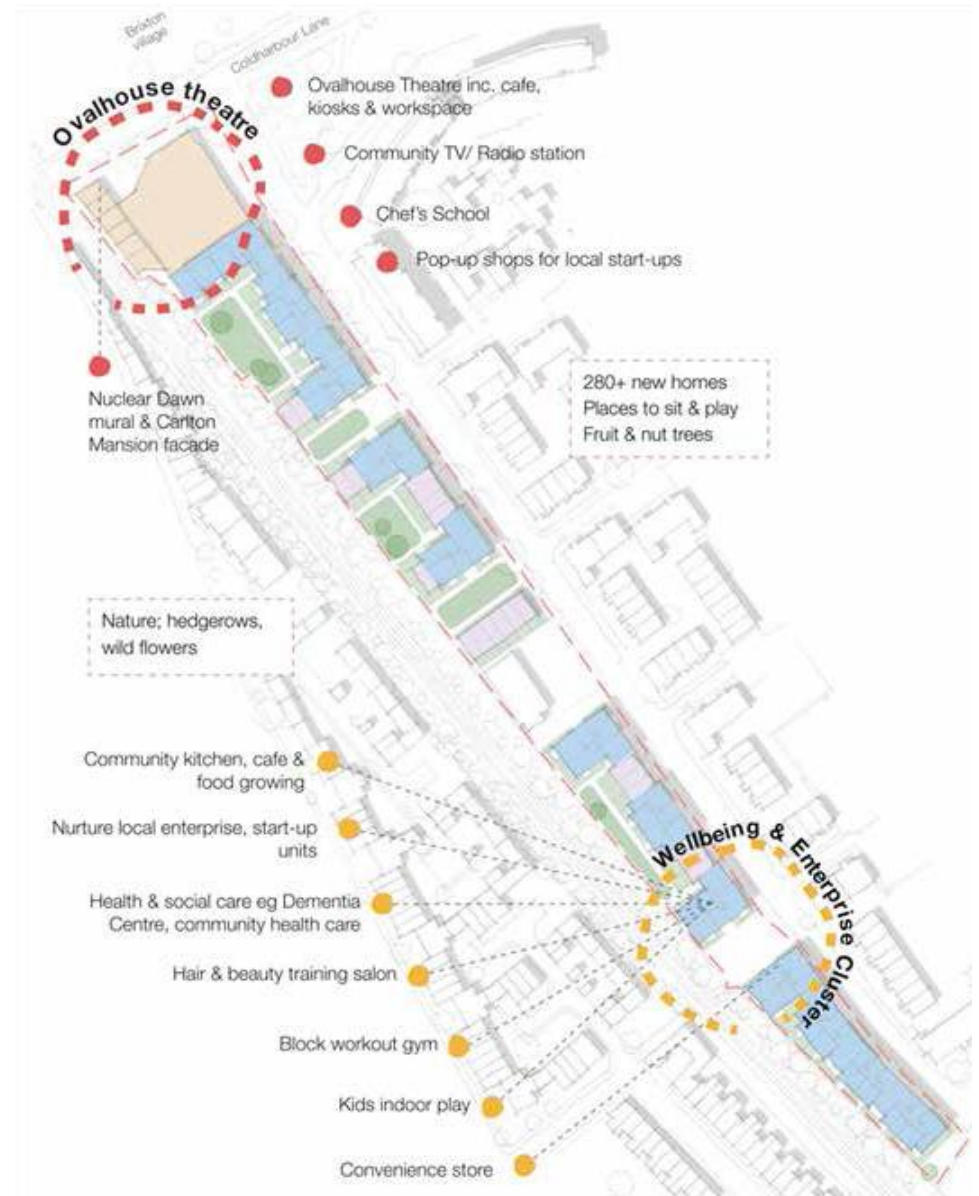 Brixton
village
Coldharbour Lane
Ovalhouse theatre
Ovalhouse Theatre inc. cafe,
kiosks & workspace
Community TV/ Radio station
Chef's School
Pop-up shops for local start-ups
Nuclear Dawn
mural & Carlton
Mansion facade
280+ new homes
Places to sit & play
Fruit & nut trees
Nature; hedgerows,
wild flowers
Community kitchen, cafe &
food growing
Nurture local enterprise, start-up
units
Health & social care eg Dementia
Centre, community health care
Hair & beauty training salon
Block workout gym
Kids indoor play
Convenience store
Wellbeing & Enterprise Cluster